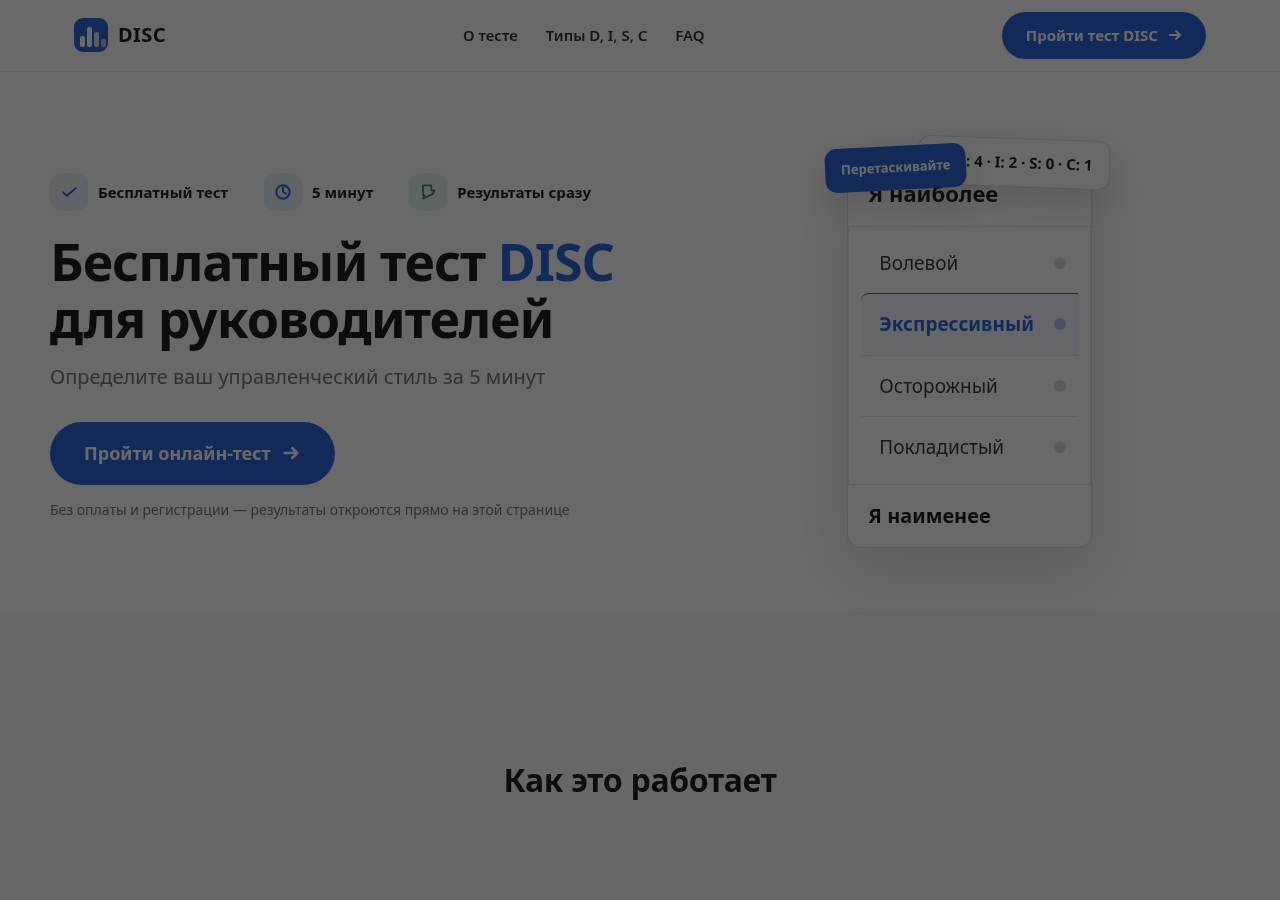 DISC
О тесте
Типы D, I, S, C
FAQ
Пройти тест DISC
Бесплатный тест
5 минут
Результаты сразу
Бесплатный тест DISC
для руководителей
Определите ваш управленческий стиль за 5 минут
Пройти онлайн-тест
Без оплаты и регистрации — результаты откроются прямо на этой странице
Перетаскивайте
: 4 · I: 2 · S: 0 · C: 1
Я наиболее
Волевой
Экспрессивный
Осторожный
Покладистый
Я наименее
Как это работает